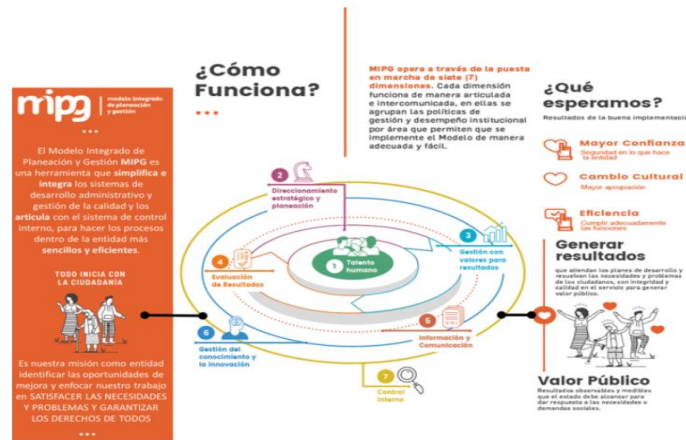 mipg
modelo integrado
de planeación
y gestión
El Modelo Integrado de
Planeación y Gestión MIPG es
una herramienta que simplifica e
integra los sistemas de
desarrollo administrativo y
gestión de la calidad y los
articula con el sistema de control
interno, para hacer los procesos
dentro de la entidad más
sencillos y eficientes.
TODO INICIA CON
LA CIUDADANÍA
Es nuestra misión como entidad
identificar las oportunidades de
mejora y enfocar nuestro trabajo
en SATISFACER LAS NECESIDADES
Y PROBLEMAS Y GARANTIZAR
LOS DERECHOS DE TODOS
¿Cómo
Funciona?
MIPG opera a través de la puesta
en marcha de siete (7)
dimensiones. Cada dimensión
funciona de manera articulada
e intercomunicada, en ellas se
agrupan las políticas de
gestión y desempeño institucional
por área que permiten que se
implemente el Modelo de manera
adecuada y fácil.
1
Talento
humano
2
Direccionamiento
estratégico y
planeación
3
Gestión con
valores para
resultados
4
Evaluación
de Resultados
5
Información y
Comunicación
6
Gestión del
conocimiento y
la innovación
7
Control
Interno
¿Qué
esperamos?
Resultados de la buena implementació
Mayor Confianza
Seguridad en lo que hace
la entidad
Cambio Cultural
Mayor apropiación
Eficiencia
Cumplir adecuadamente
las funciones
Generar
resultados
que atiendan los planes de desarrollo y
resuelvan las necesidades y problemas
de los ciudadanos, con integridad y
calidad en el servicio para generar
valor público.
Valor Público
Resultados observables y medibles
que el estado debe alcanzar para
dar respuesta a las necesidades o
demandas sociales.